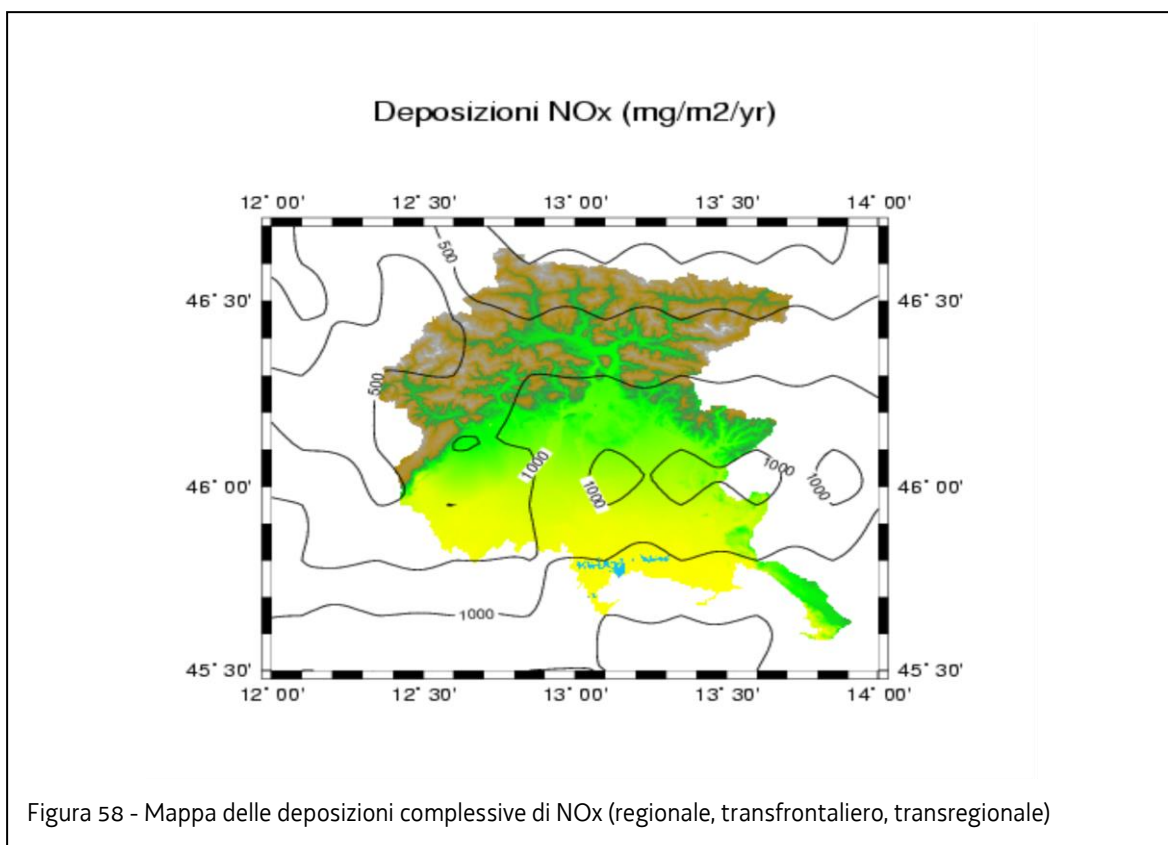 Deposizioni NOx (mg/m2/yr)
12° 00' 12° 30' 13° 00' 13° 30' 14° 00'
500
46° 30' 46° 30'
500
1000
1000
1000
1000
46° 00' 46° 00'
1000
45° 30' 45° 30'
12° 00' 12° 30' 13° 00' 13° 30' 14° 00'
Figura 58 - Mappa delle deposizioni complessive di NOx (regionale, transfrontaliero, transregionale)